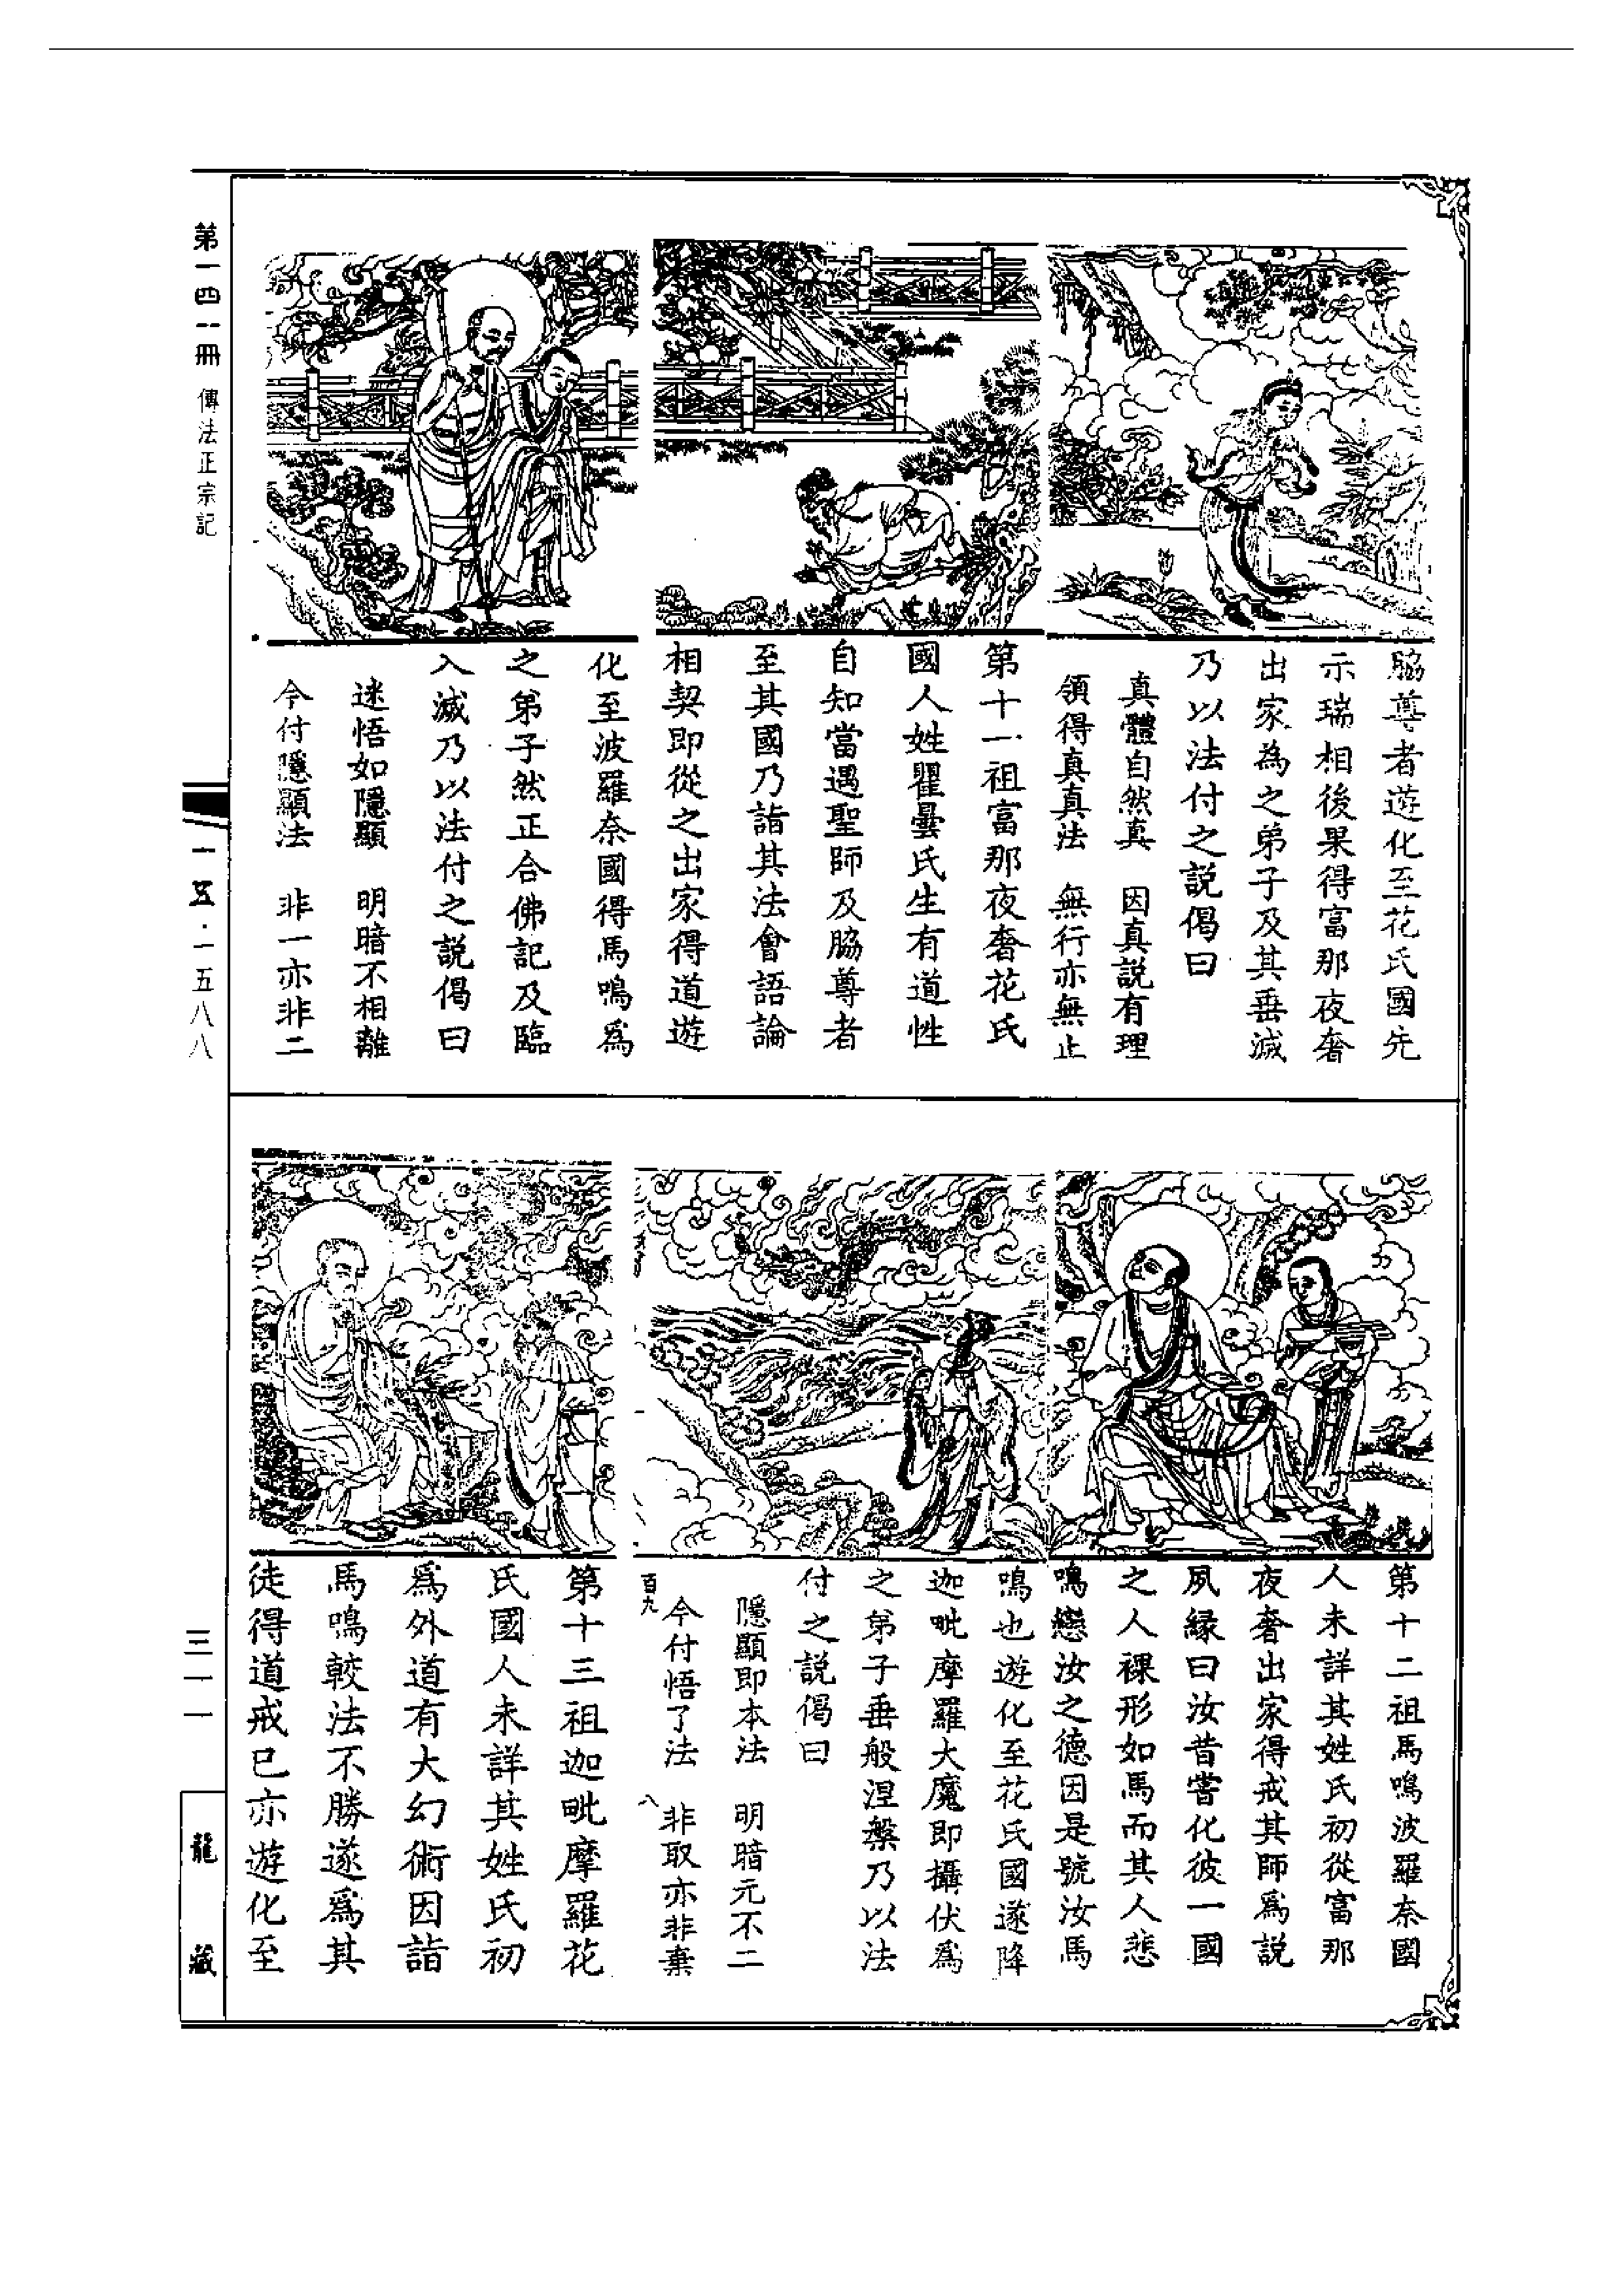 脇尊者遊化至花氏國先
示瑞相後果得富那夜奢
出家為之弟子及其垂滅
乃以法付之説偈曰
真體自然真　因真説有理
領得真真法　無行亦無止
第十一祖富那夜奢花氏
國人姓瞿曇氏生有道性
自知當遇聖師及脇尊者
至其國乃詣其法會語論
相契即從之出家得道遊
化至波羅奈國得馬鳴爲
之弟子然正合佛記及臨
入滅乃以法付之説偈曰
迷悟如隱顯　明暗不相離
今付隱顯法　非一亦非二
第十二祖馬鳴波羅奈國
人未詳其姓氏初從富那
夜奢出家得戒其師爲説
夙縁曰汝昔嘗化彼一國
之人裸形如馬而其人悲
鳴戀汝之德因是號汝馬
鳴也遊化至花氏國遂降
迦毗摩羅大魔即攝伏爲
之弟子垂般涅槃乃以法
付之説偈曰
隱顯即本法　明暗元不二
今付悟了法　非取亦非棄
百九　八
第十三祖迦毗摩羅花
氏國人未詳其姓氏初
爲外道有大幻術因詣
馬鳴較法不勝遂爲其
徒得道戒已亦遊化至
第一四一冊　傳法正宗記
一五·一五八八
三一一
龍藏